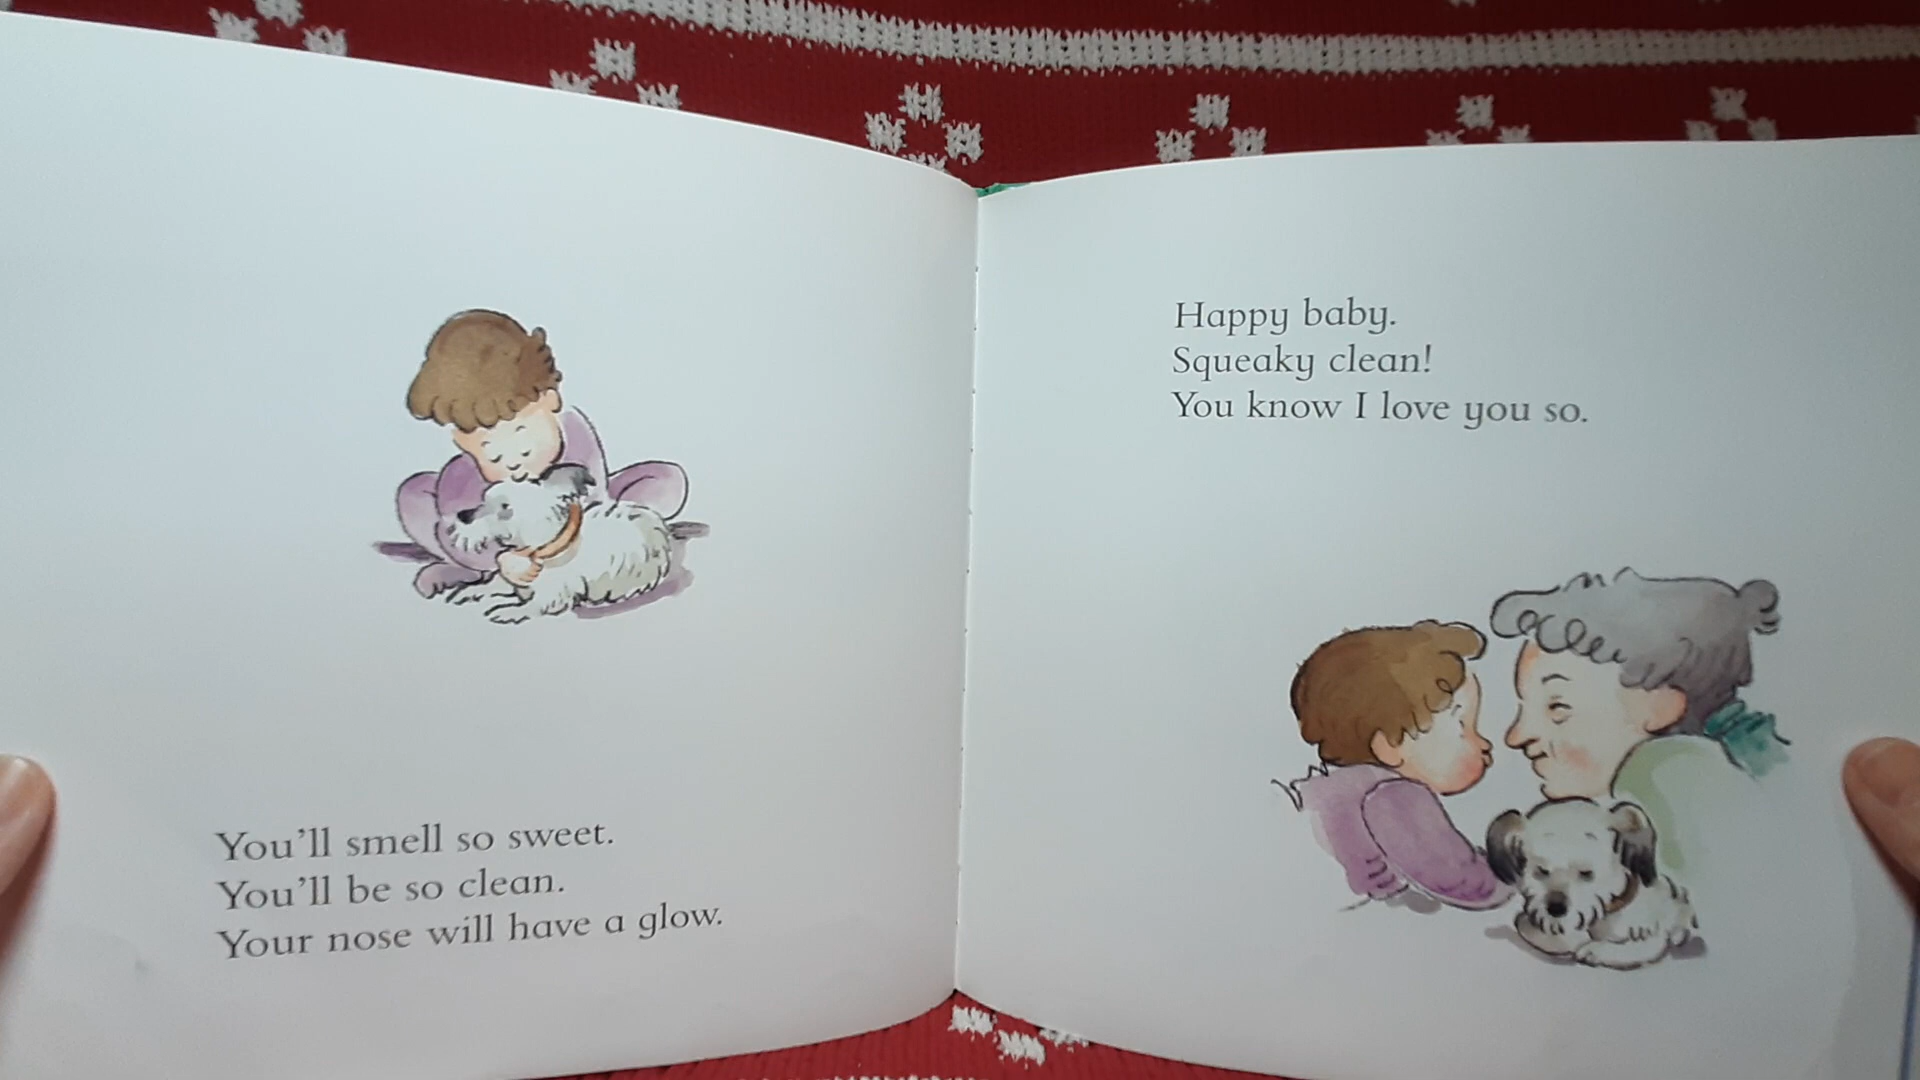 You'll smell so sweet.
You'll be so clean.
Your nose will have a glow.
Happy baby.
Squeaky clean!
You know I love you so.